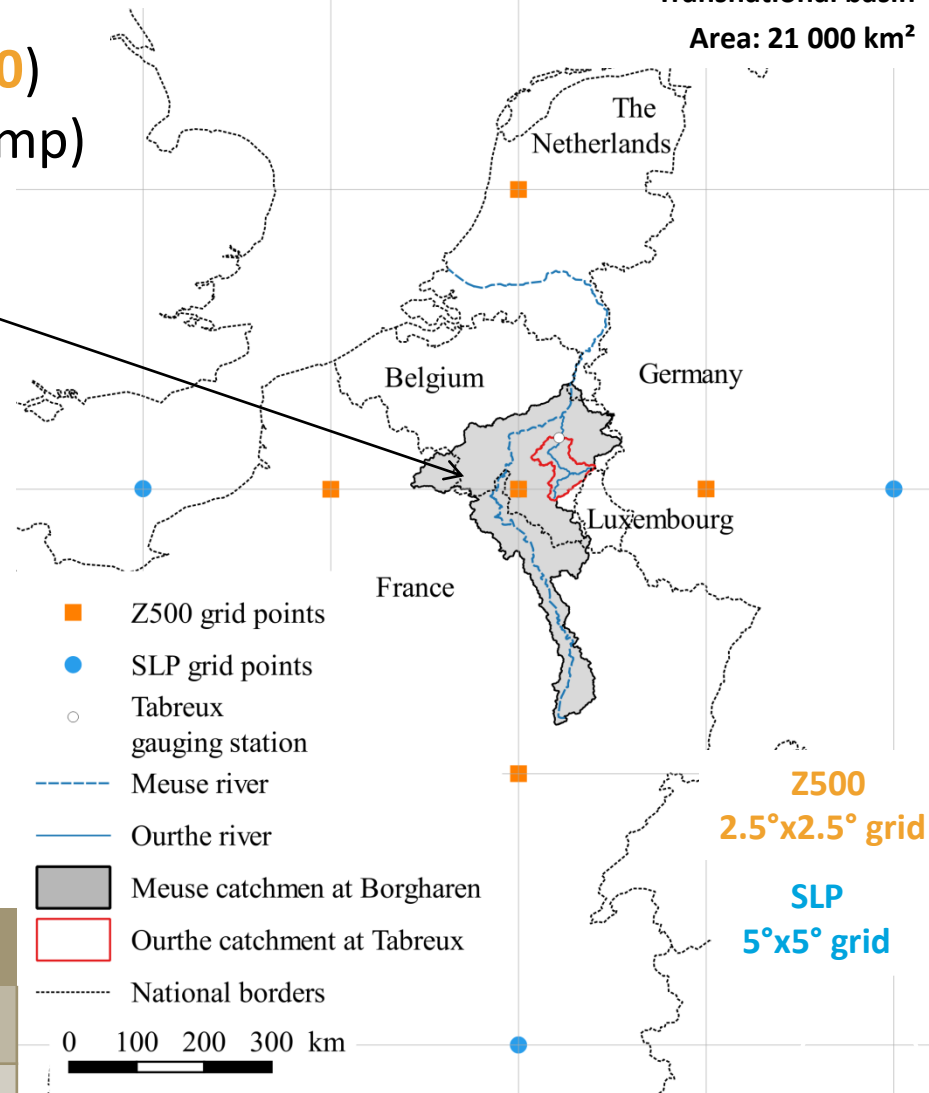 Transnational basin
Area: 21 000 km²
0)
mp)
The
Netherlands
Belgium
Germany
Luxembourg
France
Z500 grid points
SLP grid points
Tabreux
gauging station
Meuse river
Ourthe river
Meuse catchmen at Borgharen
Ourthe catchment at Tabreux
National borders
0 100 200 300 km
Z500
2.5°x2.5° grid
SLP
5°x5° grid